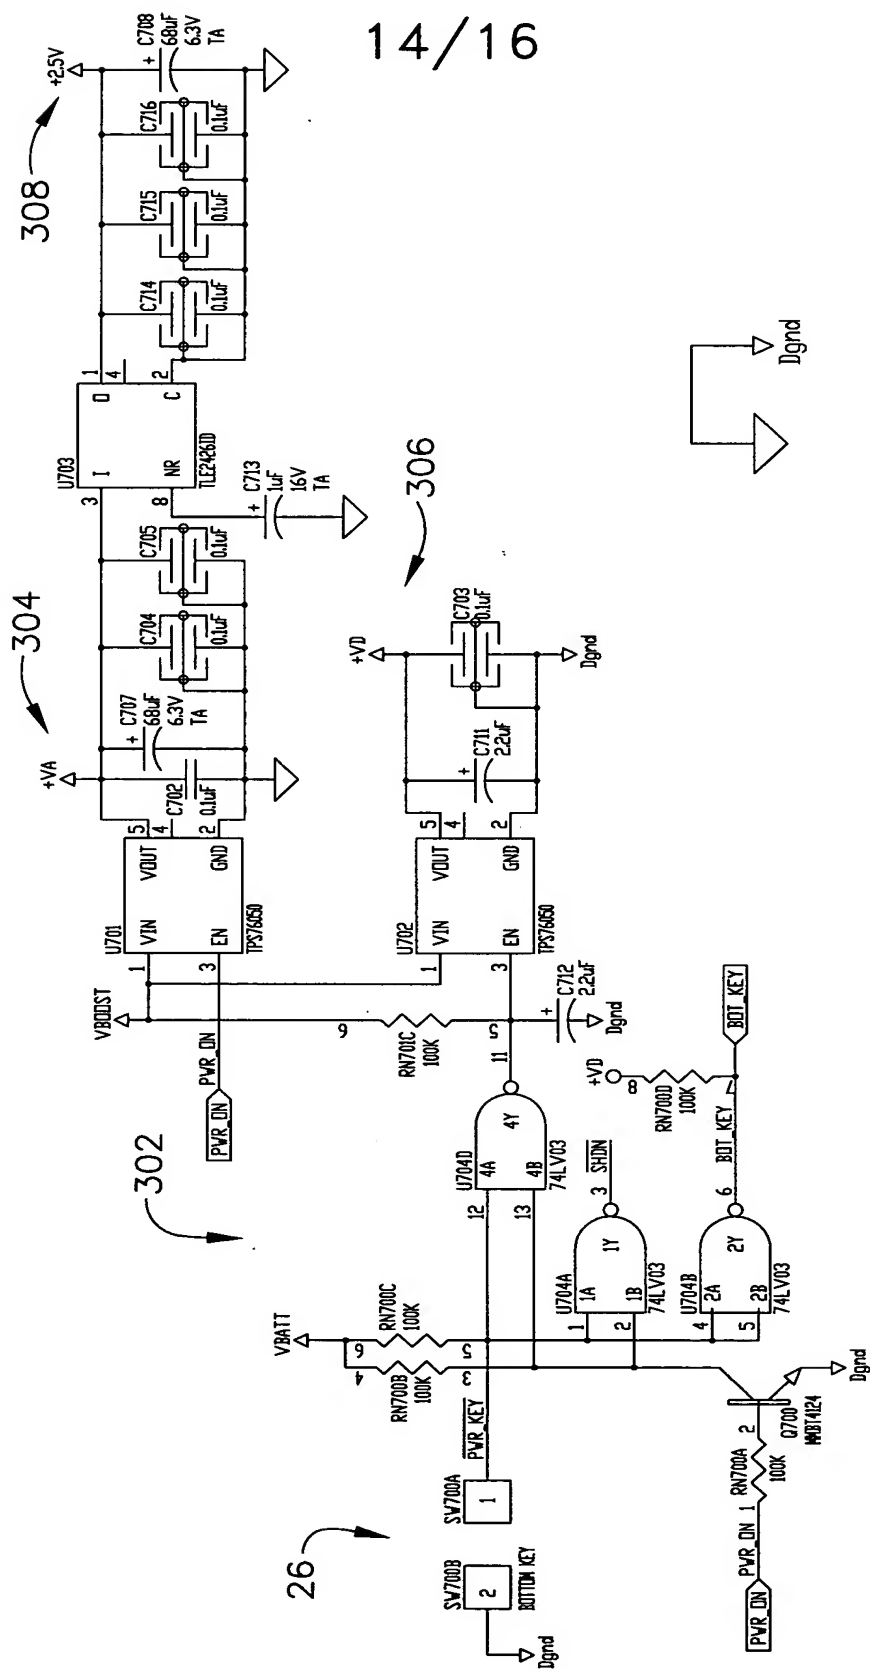 14/16
308
+2.5V
+
C708
68uF
6.3V
TA
C716
0.1uF
C715
0.1uF
C714
0.1uF
1
4
2
O
C
U703
I
NR
TLE2426ID
3
8
+
C713
1uF
16V
TA
C705
0.1uF
C704
0.1uF
304
+VA
+
C707
68uF
6.3V
TA
C702
0.1uF
5
4
2
VOUT
GND
U701
VIN
EN
TPS76050
1
3
VBOOST
PWR_ON
PWR_ON
306
+VD
C703
0.1uF
Dgnd
+
C711
2.2uF
5
4
2
VOUT
GND
U702
VIN
EN
TPS76050
1
3
6
RN701C
100K
5
+
C712
2.2uF
Dgnd
11
4Y
U704D
4A
4B
74LV03
12
13
302
SHDN
3
1Y
U704A
1A
1B
74LV03
1
2
+VD
8
RN700D
100K
7
BOT_KEY
BOT_KEY
6
2Y
U704B
2A
2B
74LV03
4
5
VBATT
6
RN700C
100K
5
4
RN700B
100K
3
PWR_KEY
SW700A
1
SW700B
2
BOTTOM KEY
Dgnd
26
Q700
MMBT4124
Dgnd
2
RN700A
100K
1
PWR_ON
PWR_ON
Dgnd